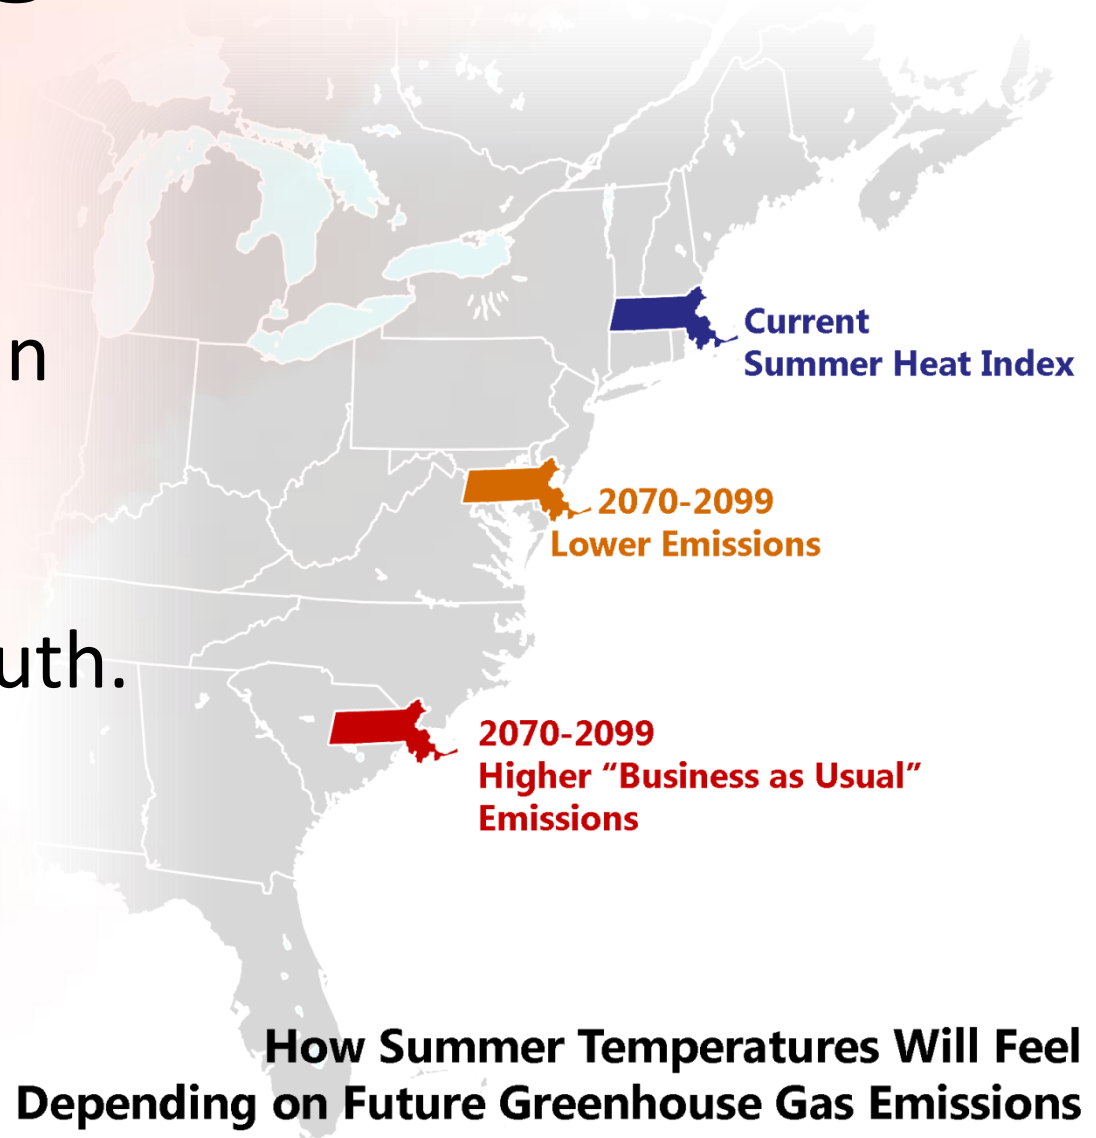 n
uth.
Current
Summer Heat Index
2070-2099
Lower Emissions
2070-2099
Higher “Business as Usual”
Emissions
How Summer Temperatures Will Feel
Depending on Future Greenhouse Gas Emissions